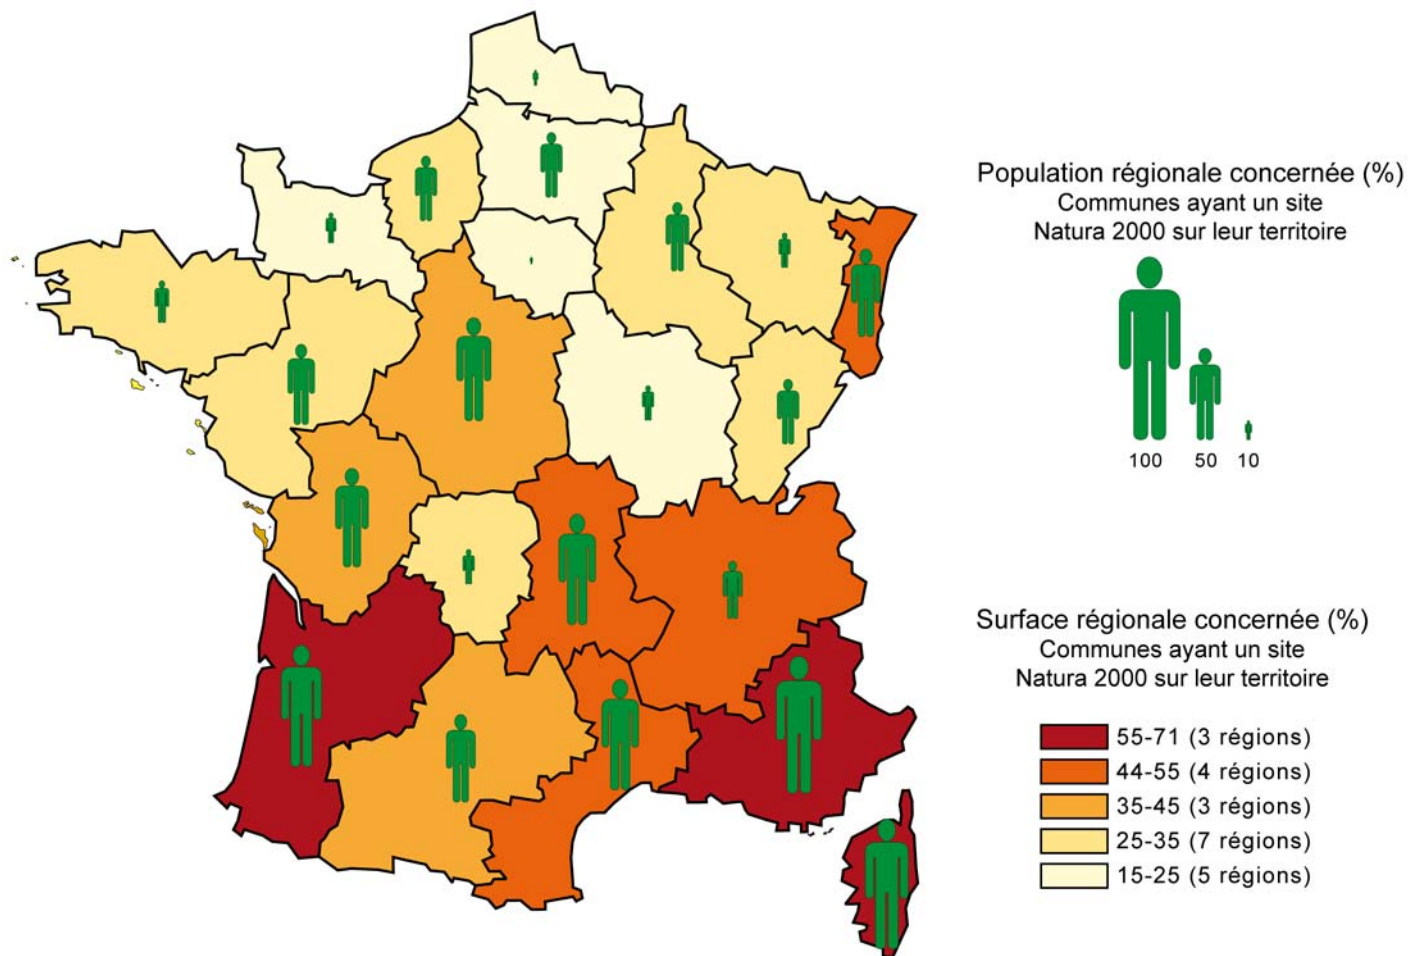 Population régionale concernée (%)
Communes ayant un site
Natura 2000 sur leur territoire
100 50 10
Surface régionale concernée (%)
Communes ayant un site
Natura 2000 sur leur territoire
55-71 (3 régions)
44-55 (4 régions)
35-45 (3 régions)
25-35 (7 régions)
15-25 (5 régions)